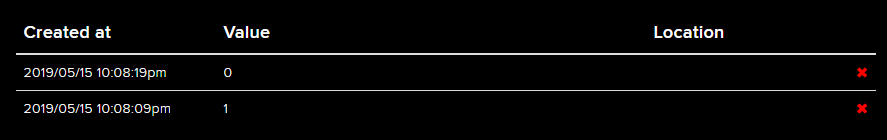 Created at Value Location
2019/05/15 10:08:19pm 0
2019/05/15 10:08:09pm 1